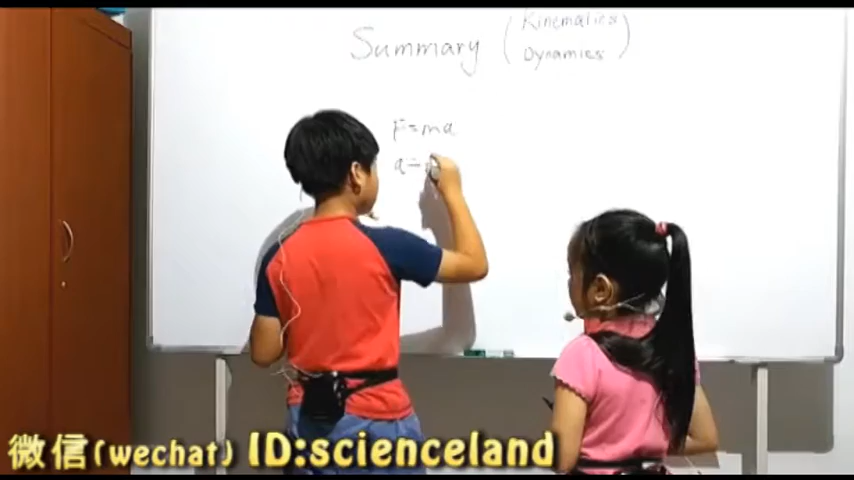 Summary ( Kinematics
Dynamics )
F=ma
a=
微信(wechat) ID:scienceland